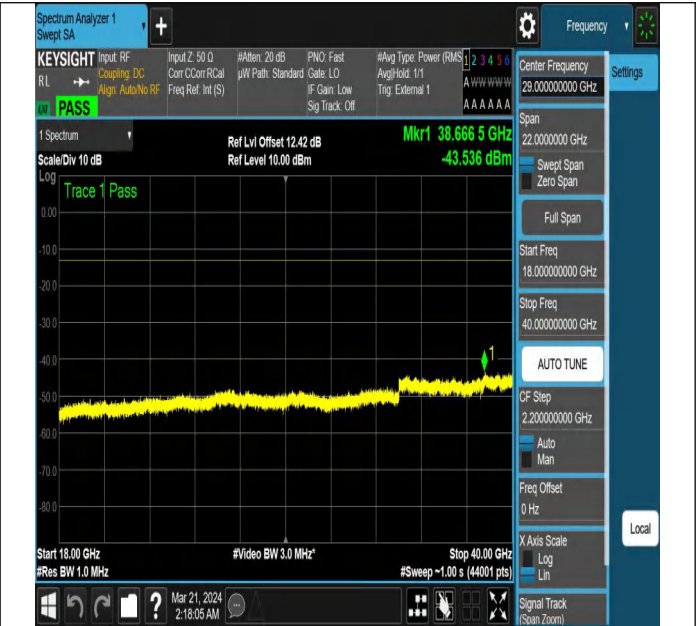 Spectrum Analyzer 1
Swept SA
+
Frequency
KEYSIGHT
RL
PASS
Input: RF
Coupling: DC
Align: Auto/No RF
Input Z: 50 Ω
Corr CCorr RCal
Freq Ref: Int (S)
#Atten: 20 dB
µW Path: Standard
PNO: Fast
Gate: LO
IF Gain: Low
Sig Track: Off
#Avg Type: Power (RMS
Avg|Hold: 1/1
Trig: External 1
1 2 3 4 5 6
A W W W W W
A A A A A A
1 Spectrum
Scale/Div 10 dB
Ref Lvl Offset 12.42 dB
Ref Level 10.00 dBm
Mkr1 38.666 5 GHz
-43.536 dBm
Log
Trace 1 Pass
0.00
-10.0
-20.0
-30.0
-40.0
-50.0
-60.0
-70.0
-80.0
1
Start 18.00 GHz
#Res BW 1.0 MHz
#Video BW 3.0 MHz*
Stop 40.00 GHz
#Sweep ~1.00 s (44001 pts)
Mar 21, 2024
2:18:05 AM
?
Center Frequency
29.000000000 GHz
Span
22.0000000 GHz
Swept Span
Zero Span
Full Span
Start Freq
18.000000000 GHz
Stop Freq
40.000000000 GHz
AUTO TUNE
CF Step
2.200000000 GHz
Auto
Man
Freq Offset
0 Hz
X Axis Scale
Log
Lin
Signal Track
(Span Zoom)
Settings
Local